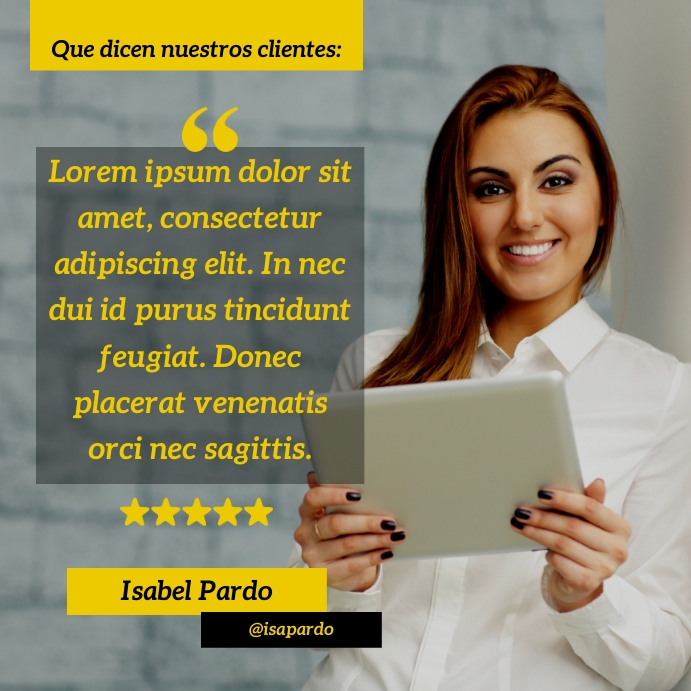 Que dicen nuestros clientes:
“
Lorem ipsum dolor sit
amet, consectetur
adipiscing elit. In nec
dui id purus tincidunt
feugiat. Donec
placerat venenatis
orci nec sagittis.
Isabel Pardo
@isapardo